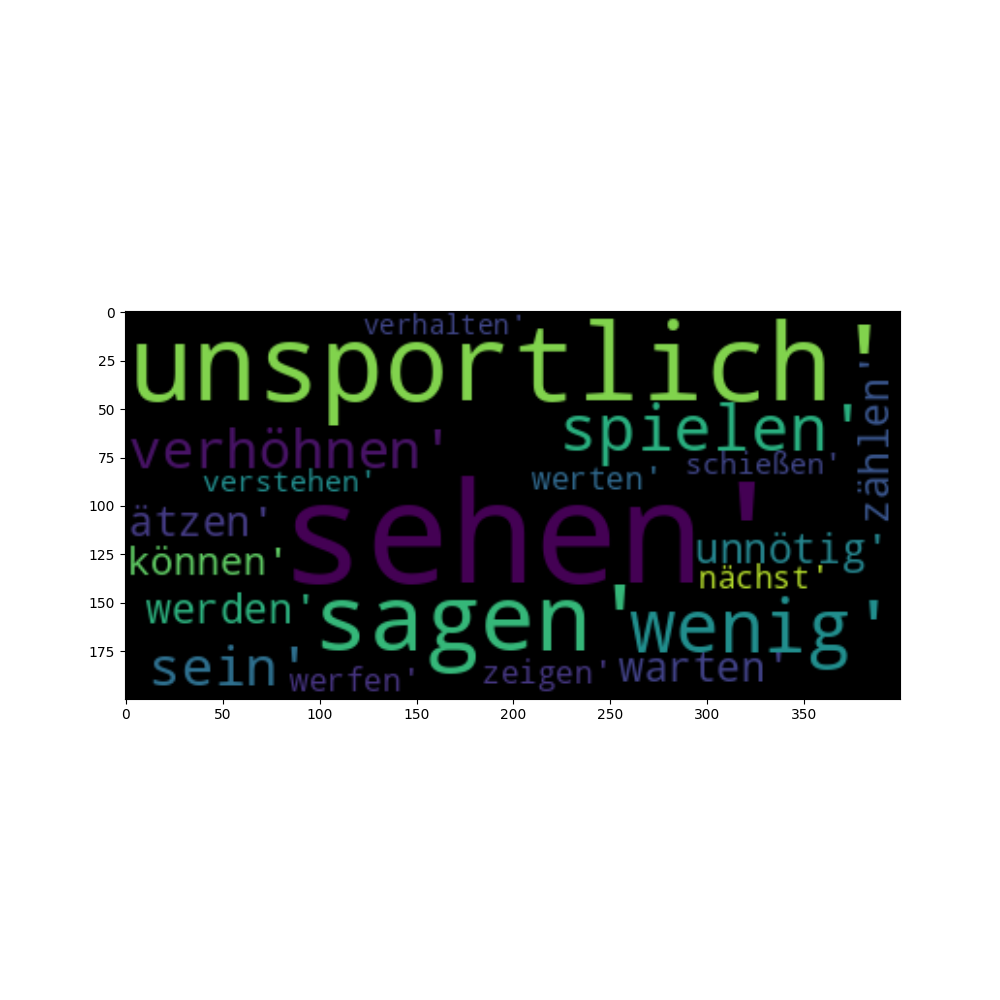 0
25
50
75
100
125
150
175
verhalten'
unsportlich'
zählen'
spielen'
verhöhnen'
schießen'
verstehen'
werten'
sehen'
ätzen'
unnötig'
können'
nächst'
werden'
sagen'
wenig'
sein'
werfen'
zeigen'
warten'
0 50 100 150 200 250 300 350